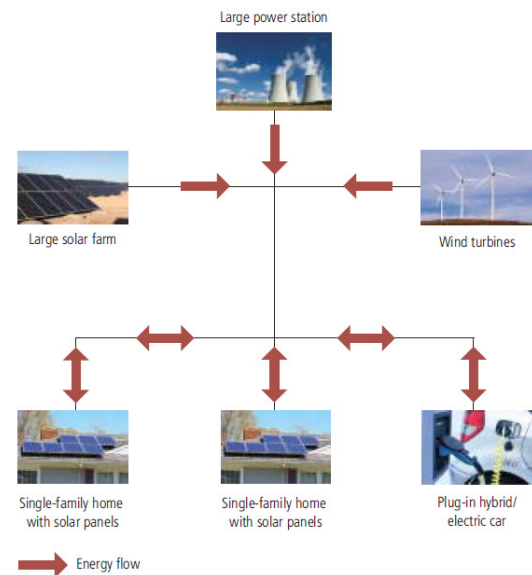 Large power station
Large solar farm
Wind turbines
Single-family home
with solar panels
Single-family home
with solar panels
Plug-in hybrid/
electric car
Energy flow